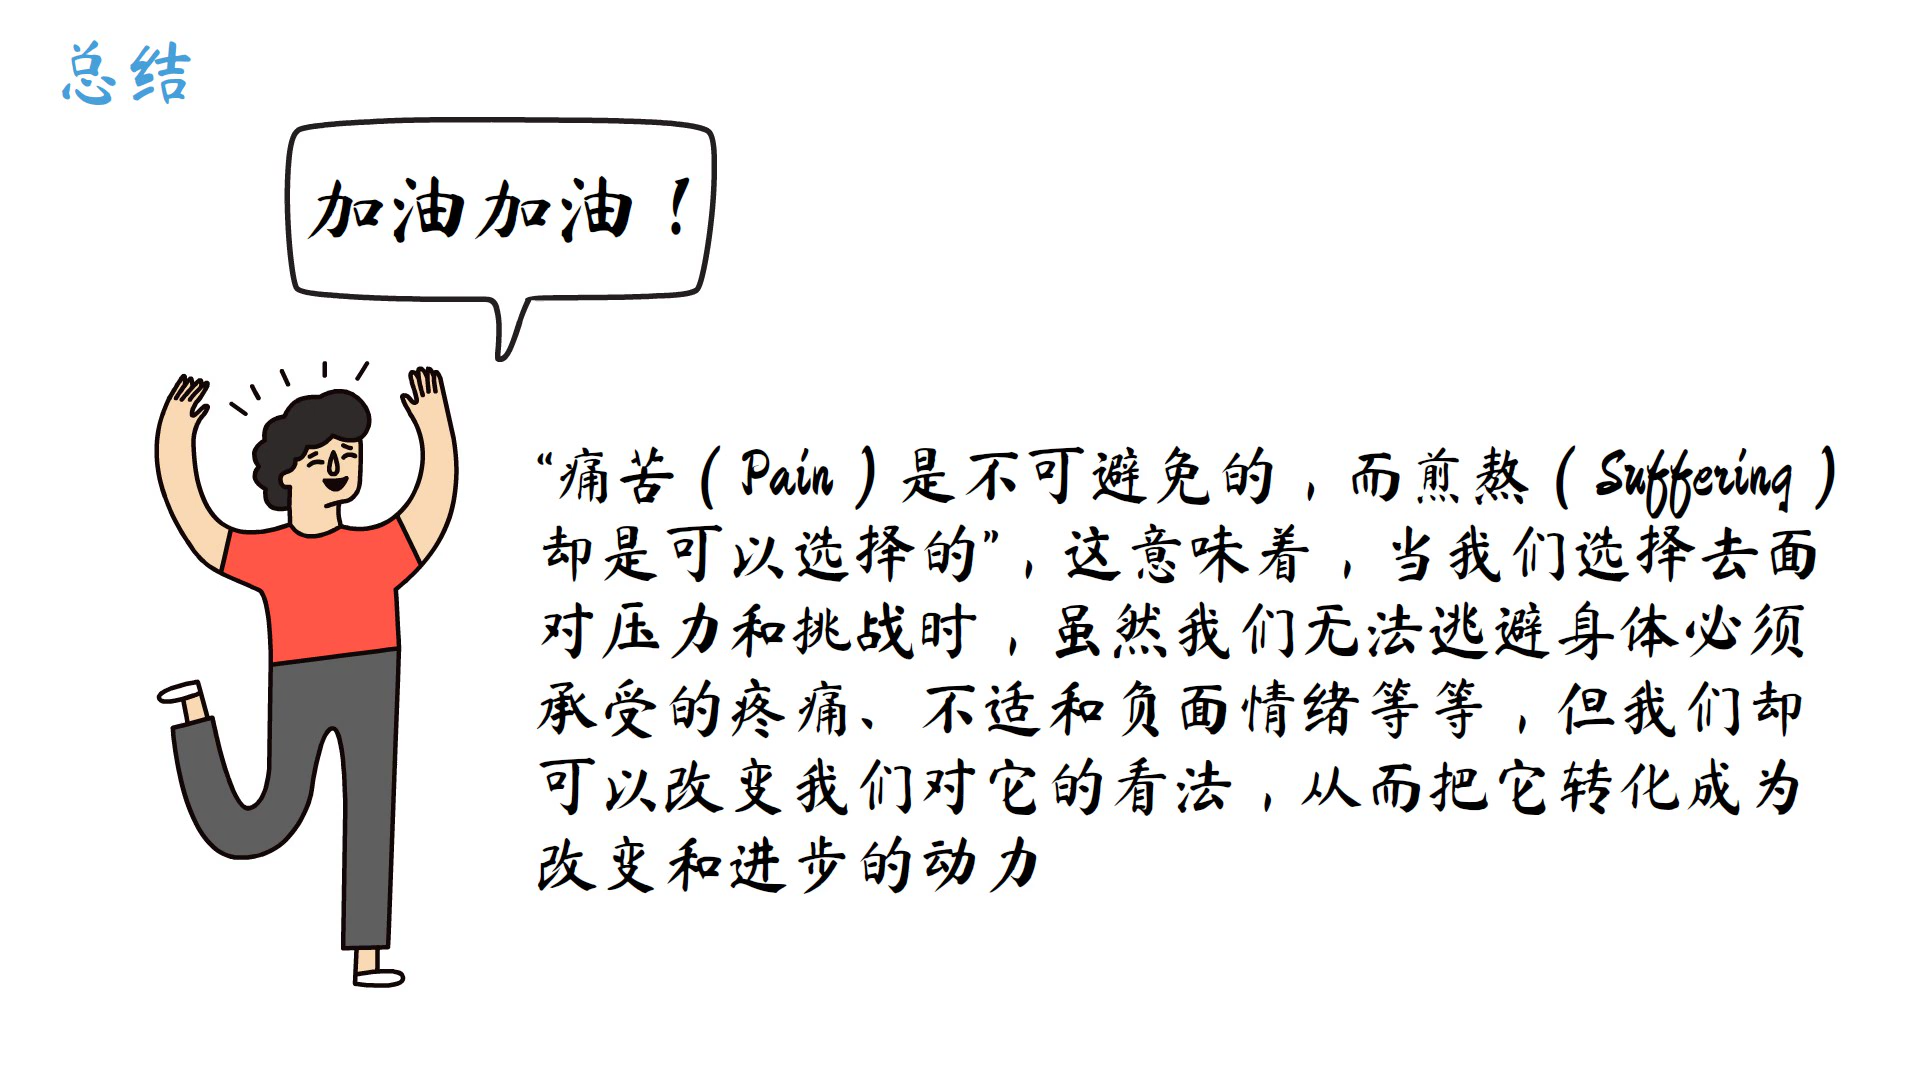 总结
加油加油！
“痛苦（Pain）是不可避免的，而煎熬（Suffering）
却是可以选择的”，这意味着，当我们选择去面
对压力和挑战时，虽然我们无法逃避身体必须
承受的疼痛、不适和负面情绪等等，但我们却
可以改变我们对它的看法，从而把它转化成为
改变和进步的动力